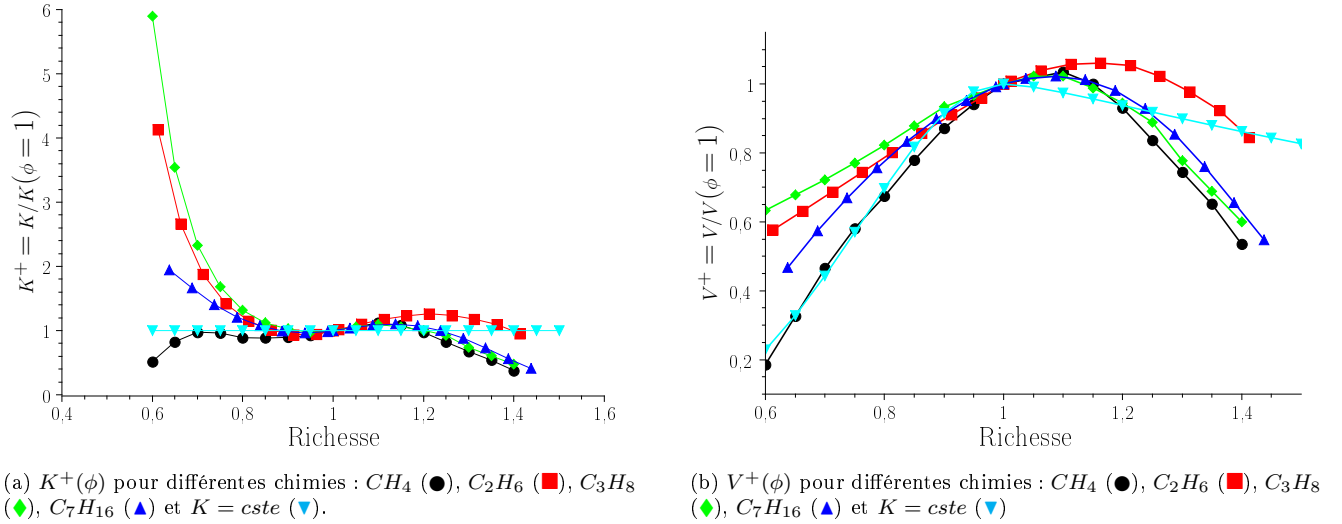 6
5
4
3
2
1
0
K⁺ = K/K(ϕ = 1)
0,4 0,6 0,8 1 1,2 1,4 1,6
Richesse
1
0,8
0,6
0,4
0,2
V⁺ = V/V(ϕ = 1)
0,6 0,8 1 1,2 1,4
Richesse
(a) K⁺(ϕ) pour différentes chimies : CH₄ (●), C₂H₆ (■), C₃H₈
(◆), C₇H₁₆ (▲) et K = cste (▼).
(b) V⁺(ϕ) pour différentes chimies : CH₄ (●), C₂H₆ (■), C₃H₈
(◆), C₇H₁₆ (▲) et K = cste (▼)